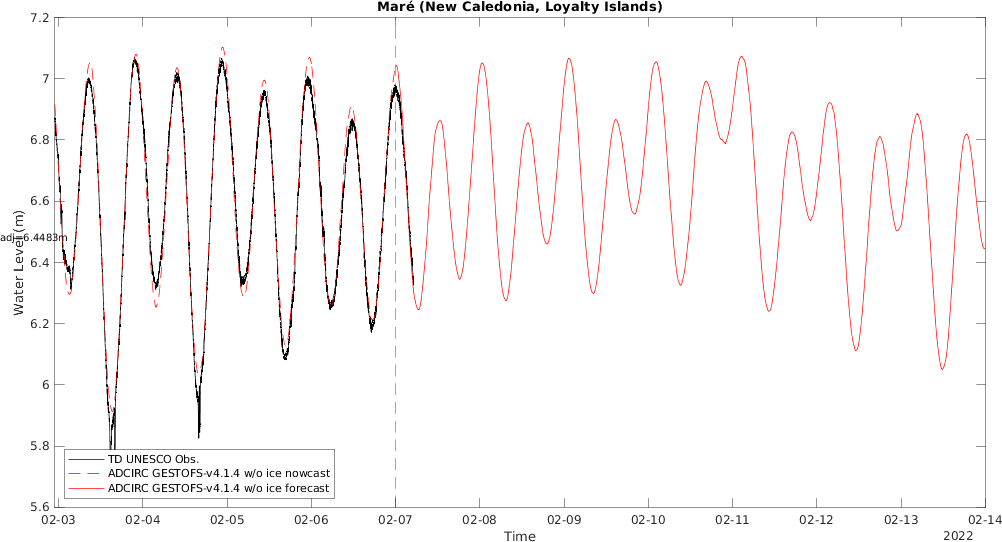 Maré (New Caledonia, Loyalty Islands)
7.2
7
6.8
6.6
6.4
6.2
6
5.8
5.6
Water Level (m)
adj=6.4483m
TD UNESCO Obs.
ADCIRC GESTOFS-v4.1.4 w/o ice nowcast
ADCIRC GESTOFS-v4.1.4 w/o ice forecast
02-03 02-04 02-05 02-06 02-07 02-08 02-09 02-10 02-11 02-12 02-13 02-14
Time
2022